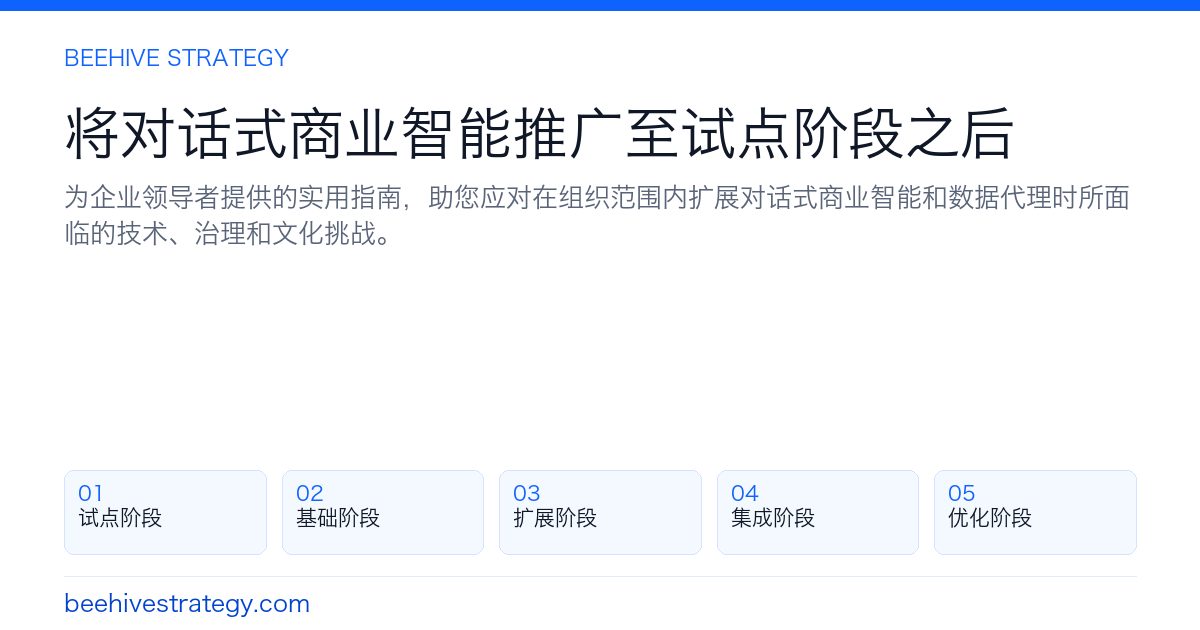 BEEHIVE STRATEGY
将对话式商业智能推广至试点阶段之后
为企业领导者提供的实用指南，助您应对在组织范围内扩展对话式商业智能和数据代理时所面
临的技术、治理和文化挑战。
01
试点阶段
02
基础阶段
03
扩展阶段
04
集成阶段
05
优化阶段
beehivestrategy.com